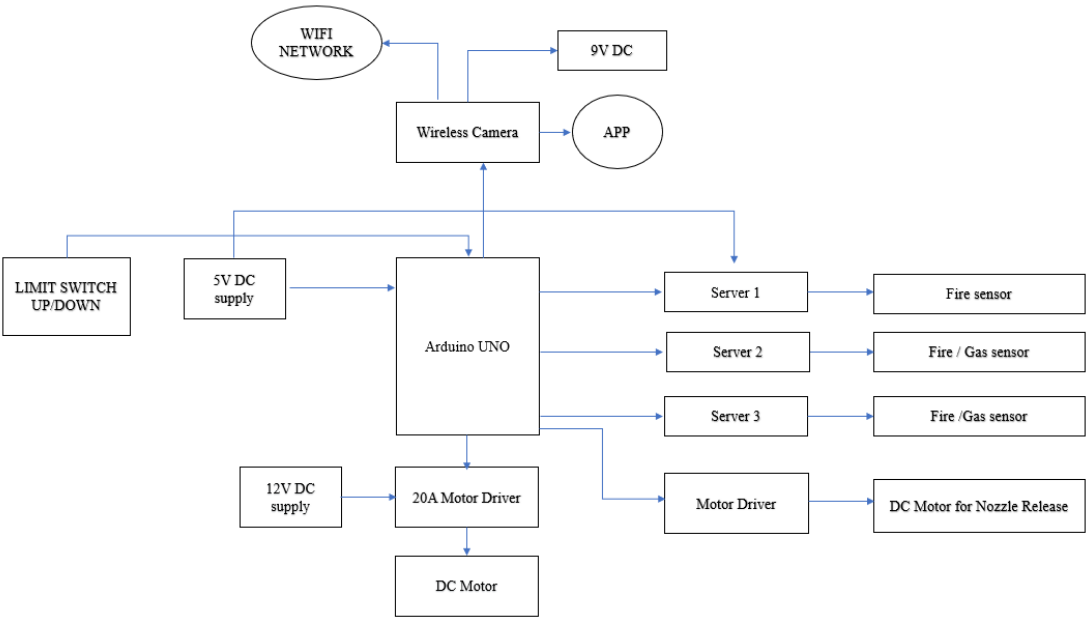 WIFI
NETWORK
9V DC
Wireless Camera
APP
LIMIT SWITCH
UP/DOWN
5V DC
supply
Arduino UNO
Server 1
Fire sensor
Server 2
Fire / Gas sensor
Server 3
Fire /Gas sensor
12V DC
supply
20A Motor Driver
Motor Driver
DC Motor for Nozzle Release
DC Motor